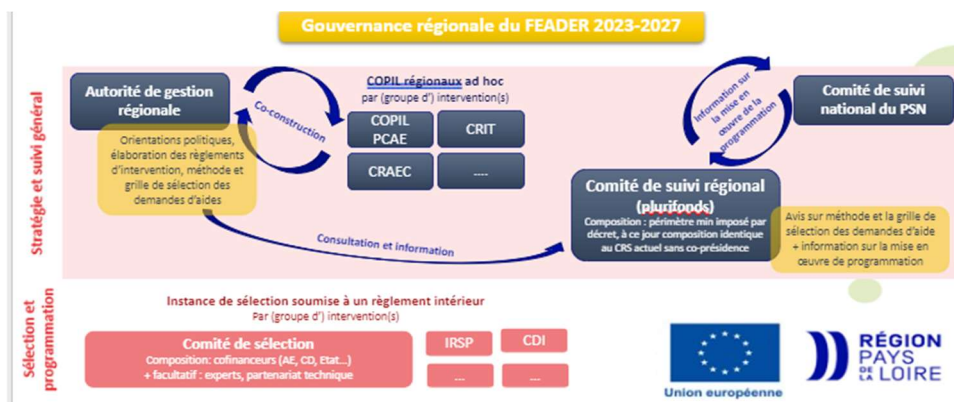 Gouvernance régionale du FEADER 2023-2027
Stratégie et suivi général
Autorité de gestion
régionale
Orientations politiques,
élaboration des règlements
d'intervention, méthode et
grille de sélection des
demandes d'aides
Co-construction
COPIL régionaux ad hoc
par (groupe d') intervention(s)
COPIL
PCAE
CRIT
CRAEC
....
Information sur
la mise en
œuvre de la
programmation
Comité de suivi
national du PSN
Comité de suivi régional
(plurifonds)
Composition : périmètre min imposé par
décret, à ce jour composition identique
au CRS actuel sans co-présidence
Avis sur méthode et la grille de
sélection des demandes d'aide
+ information sur la mise en
œuvre de programmation
Consultation et information
Sélection et
programmation
Instance de sélection soumise à un règlement intérieur
Par (groupe d') intervention(s)
Comité de sélection
Composition: cofinanceurs (AE, CD, Etat...)
+ facultatif : experts, partenariat technique
IRSP
CDI
....
....
Union européenne
RÉGION
PAYS
DE LA LOIRE